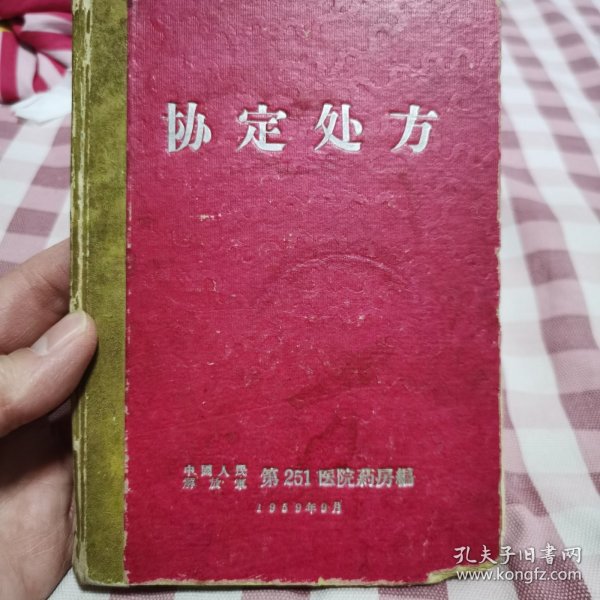 协定处方
中国人民
解放军
第251医院药房编
1959年9月
孔夫子旧书网
www.kongfz.com